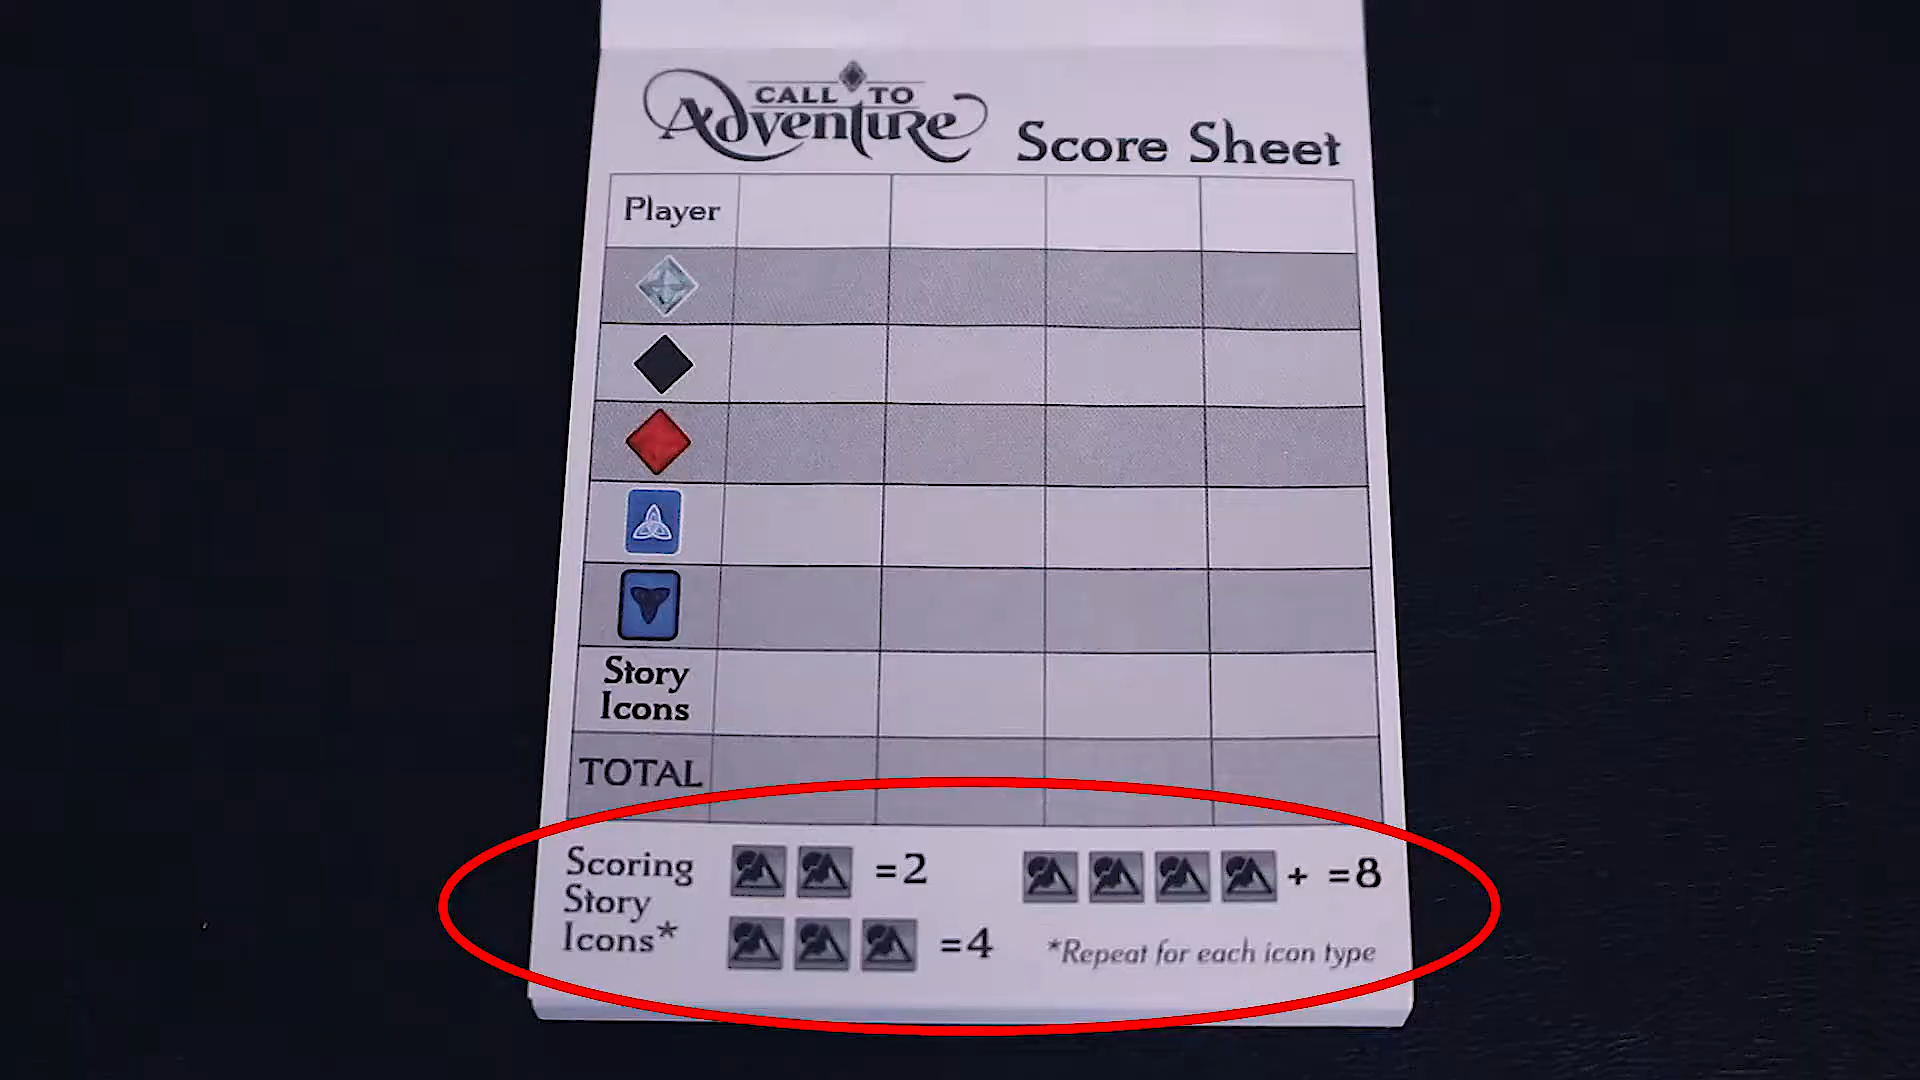 CALL TO
Adventure
Score Sheet
Player
Story
Icons
TOTAL
Scoring
Story
Icons*
=2
=4
+ =8
*Repeat for each icon type